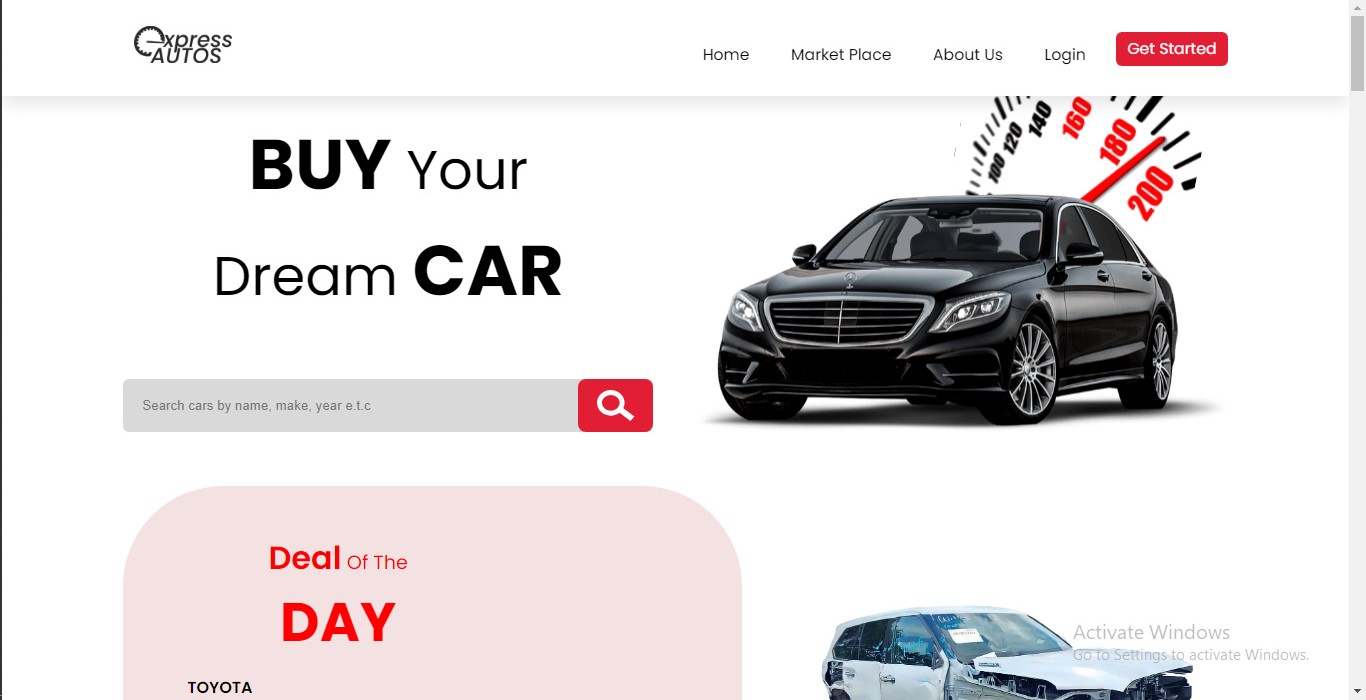 Express
AUTOS
Home
Market Place
About Us
Login
Get Started
BUY Your
Dream CAR
100
120
140
160
180
200
Search cars by name, make, year e.t.c
Deal Of The
DAY
TOYOTA
Activate Windows
Go to Settings to activate Windows.